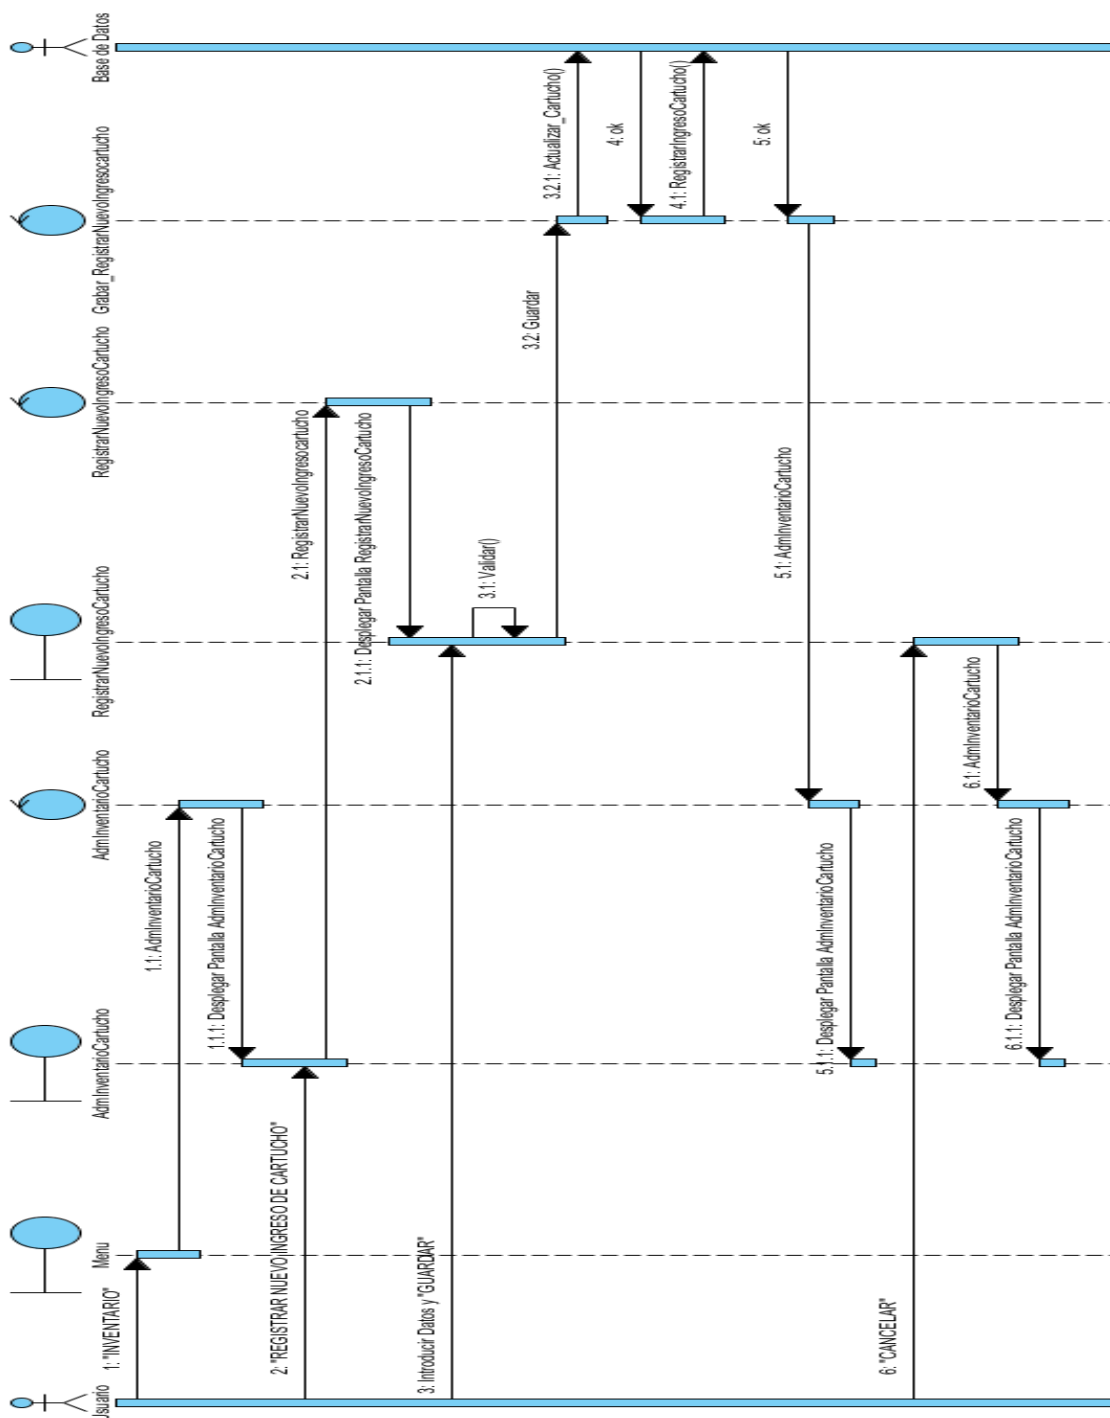 Usuario
Menu
AdmInventarioCartucho
RegistrarNuevoIngresoCartucho
AdmInventarioCartucho
RegistrarNuevoIngresoCartucho
Grabar_RegistrarNuevoIngresocartucho
Base de Datos
1: "INVENTARIO"
1.1: AdmInventarioCartucho
1.1.1: Desplegar Pantalla AdmInventarioCartucho
2: "REGISTRAR NUEVO INGRESO DE CARTUCHO"
2.1: RegistrarNuevoIngresocartucho
2.1.1: Desplegar Pantalla RegistrarNuevoIngresoCartucho
3: Introducir Datos y "GUARDAR"
3.1: Validar()
3.2: Guardar
3.2.1: Actualizar_Cartucho()
4: ok
4.1: RegistrarIngresoCartucho()
5: ok
5.1: AdmInventarioCartucho
5.1.1: Desplegar Pantalla AdmInventarioCartucho
6: "CANCELAR"
6.1: AdmInventarioCartucho
6.1.1: Desplegar Pantalla AdmInventarioCartucho